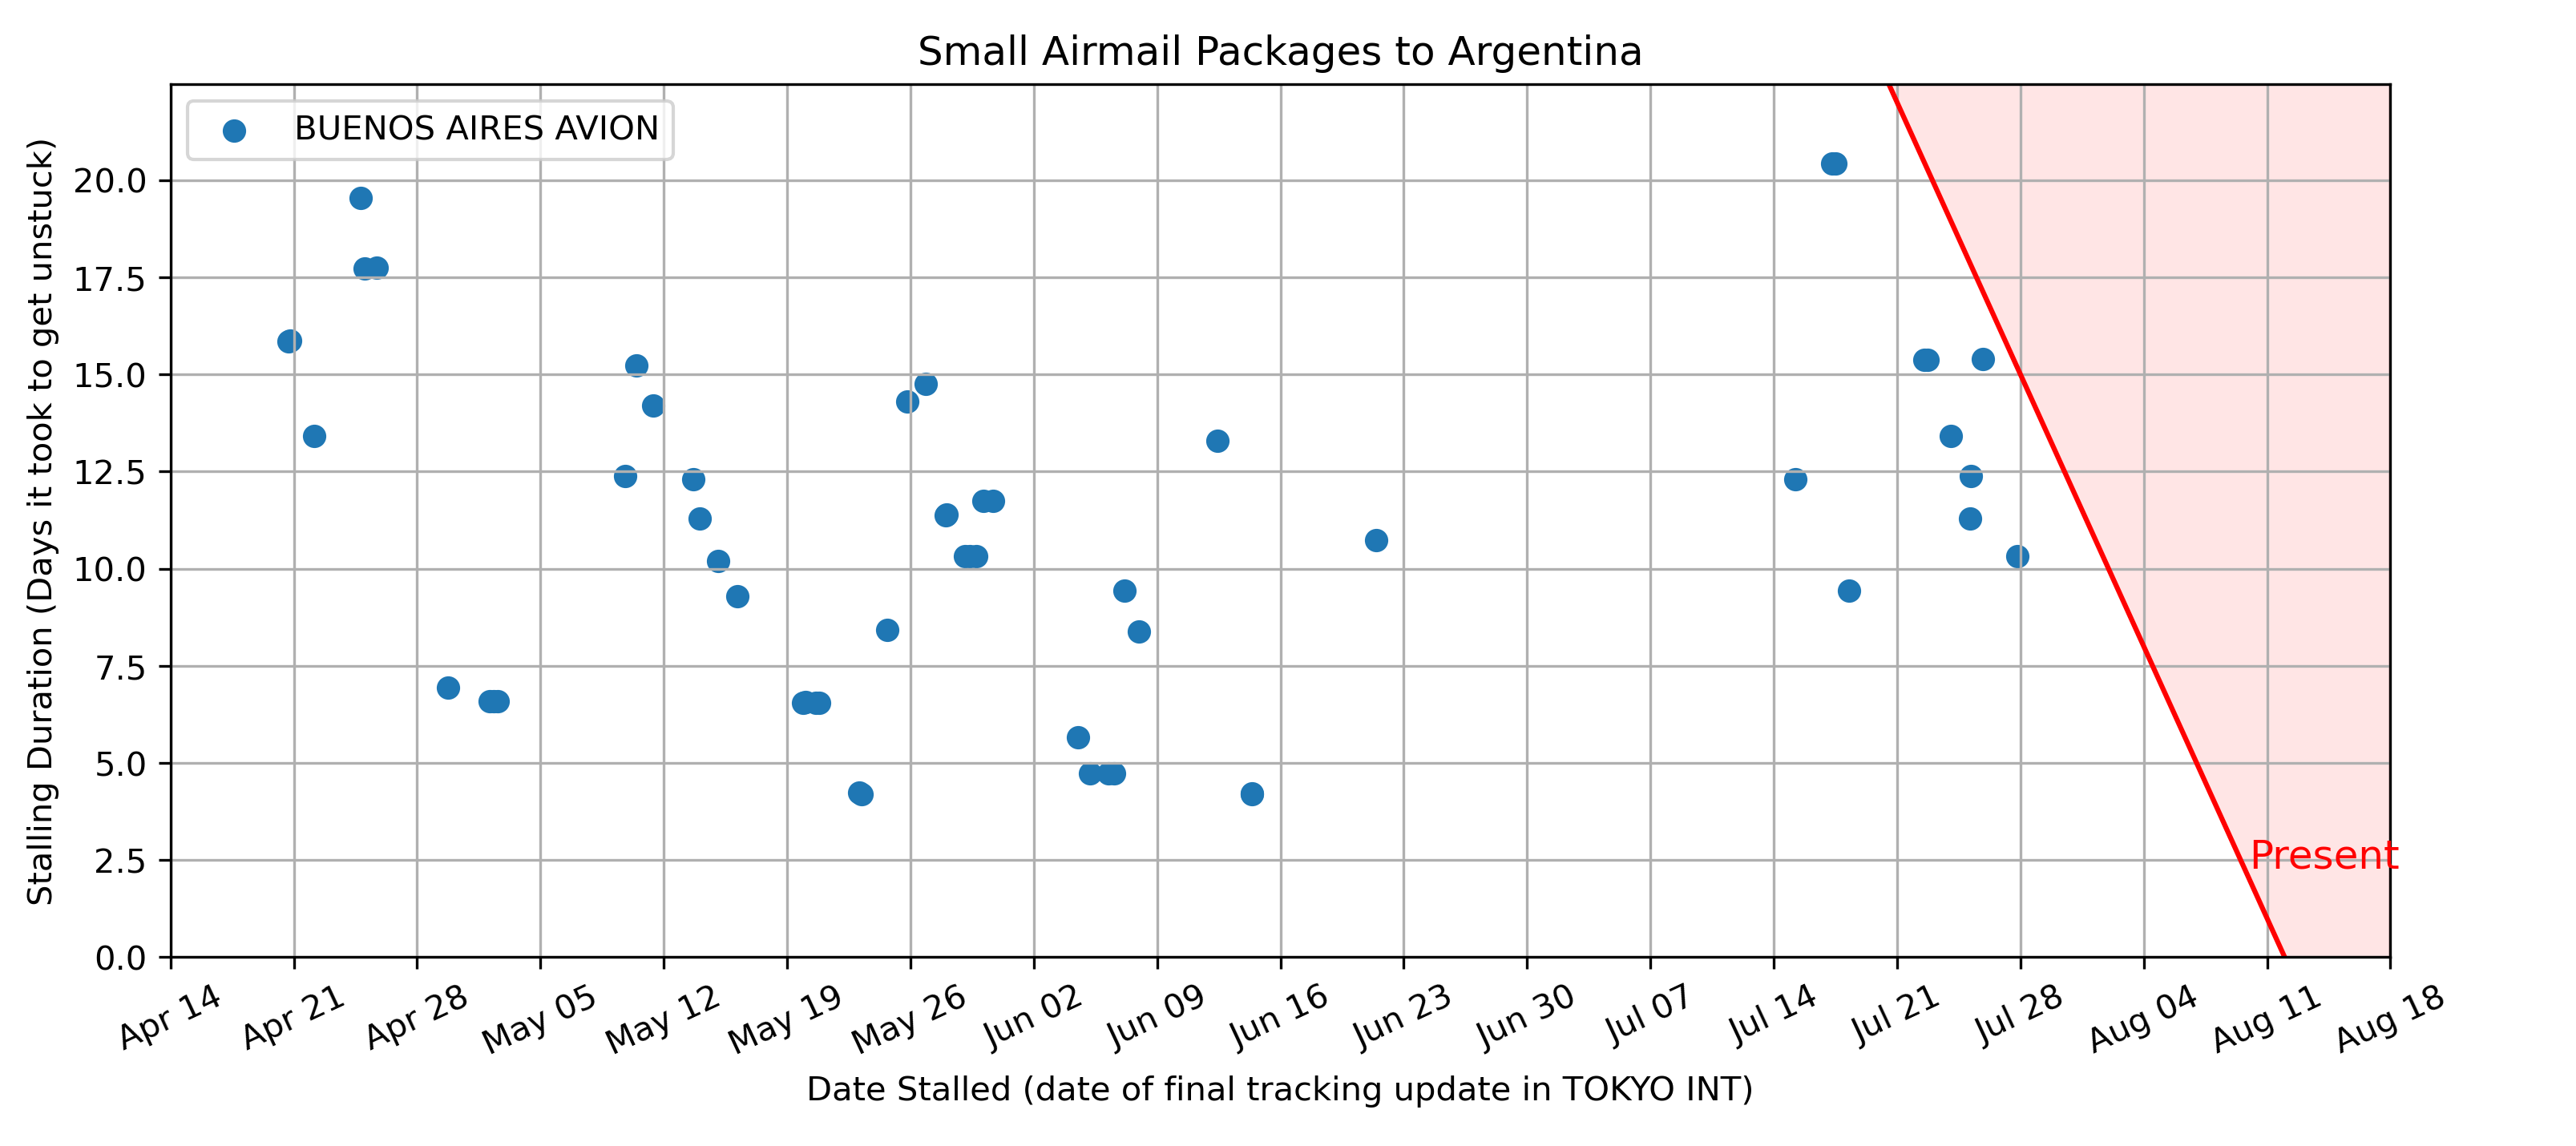 Small Airmail Packages to Argentina
BUENOS AIRES AVION
Stalling Duration (Days it took to get unstuck)
20.0
17.5
15.0
12.5
10.0
7.5
5.0
2.5
0.0
Present
Apr 14 Apr 21 Apr 28 May 05 May 12 May 19 May 26 Jun 02 Jun 09 Jun 16 Jun 23 Jun 30 Jul 07 Jul 14 Jul 21 Jul 28 Aug 04 Aug 11 Aug 18
Date Stalled (date of final tracking update in TOKYO INT)